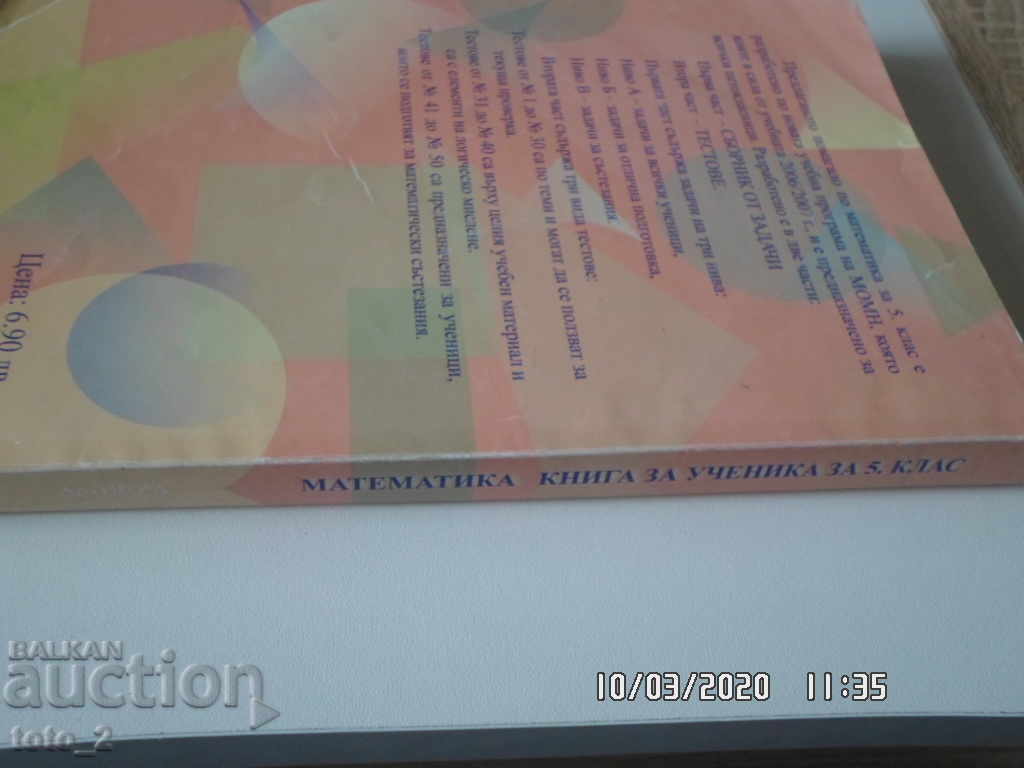 Предлаганото помагало по математика за 5. клас е
разработено по новата учебна програма на МОМН, която
влиза в сила от учебната 2006-2007 г., и е предназначено за
всички петокласници. Разработено е в две части:
Първа част – СБОРНИК ОТ ЗАДАЧИ
Втора част – ТЕСТОВЕ.
Първата част съдържа задачи на три нива:
Ниво А - задачи за всички ученици,
Ниво Б - задачи за отлична подготовка,
Ниво В - задачи за състезания.
Втората част съдържа три вида тестове:
Тестове от № 1 до № 30 са по теми и могат да се ползват за
текуща проверка.
Тестове от № 31 до № 40 са върху целия учебен материал и
са с елементи на логическо мислене.
Тестове от № 41 до № 50 са предназначени за ученици,
които се подготвят за математически състезания.
Цена: 6.90 лв
МАТЕМАТИКА КНИГА ЗА УЧЕНИКА ЗА 5. КЛАС
BALKAN
auction
toto_2
10/03/2020 11:35